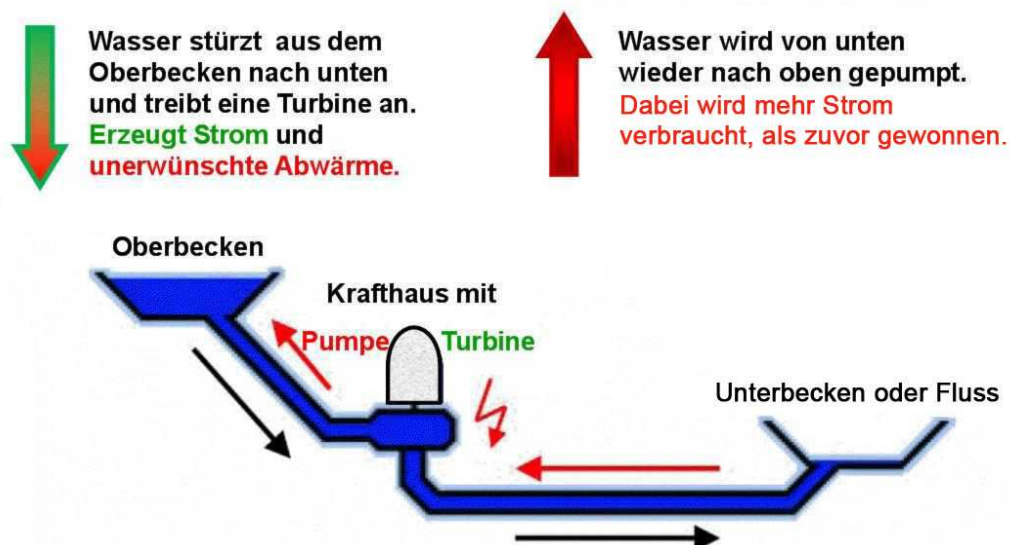 Wasser stürzt aus dem
Oberbecken nach unten
und treibt eine Turbine an.
Erzeugt Strom und
unerwünschte Abwärme.
Wasser wird von unten
wieder nach oben gepumpt.
Dabei wird mehr Strom
verbraucht, als zuvor gewonnen.
Oberbecken
Krafthaus mit
Pumpe Turbine
Unterbecken oder Fluss